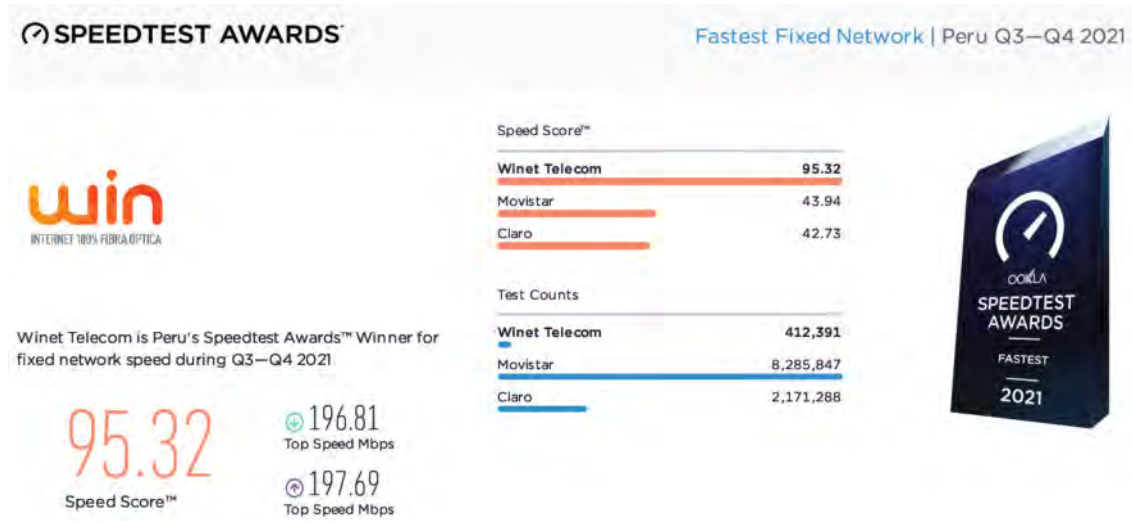 SPEEDTEST AWARDS™
Fastest Fixed Network | Peru Q3—Q4 2021
win
INTERNET 100% FIBRA ÓPTICA
Winet Telecom is Peru's Speedtest Awards™ Winner for
fixed network speed during Q3—Q4 2021
95.32
Speed Score™
196.81
Top Speed Mbps
197.69
Top Speed Mbps
Speed Score™
Winet Telecom 95.32
Movistar 43.94
Claro 42.73
Test Counts
Winet Telecom 412,391
Movistar 8,285,847
Claro 2,171,288
OOKLA
SPEEDTEST
AWARDS
FASTEST
2021